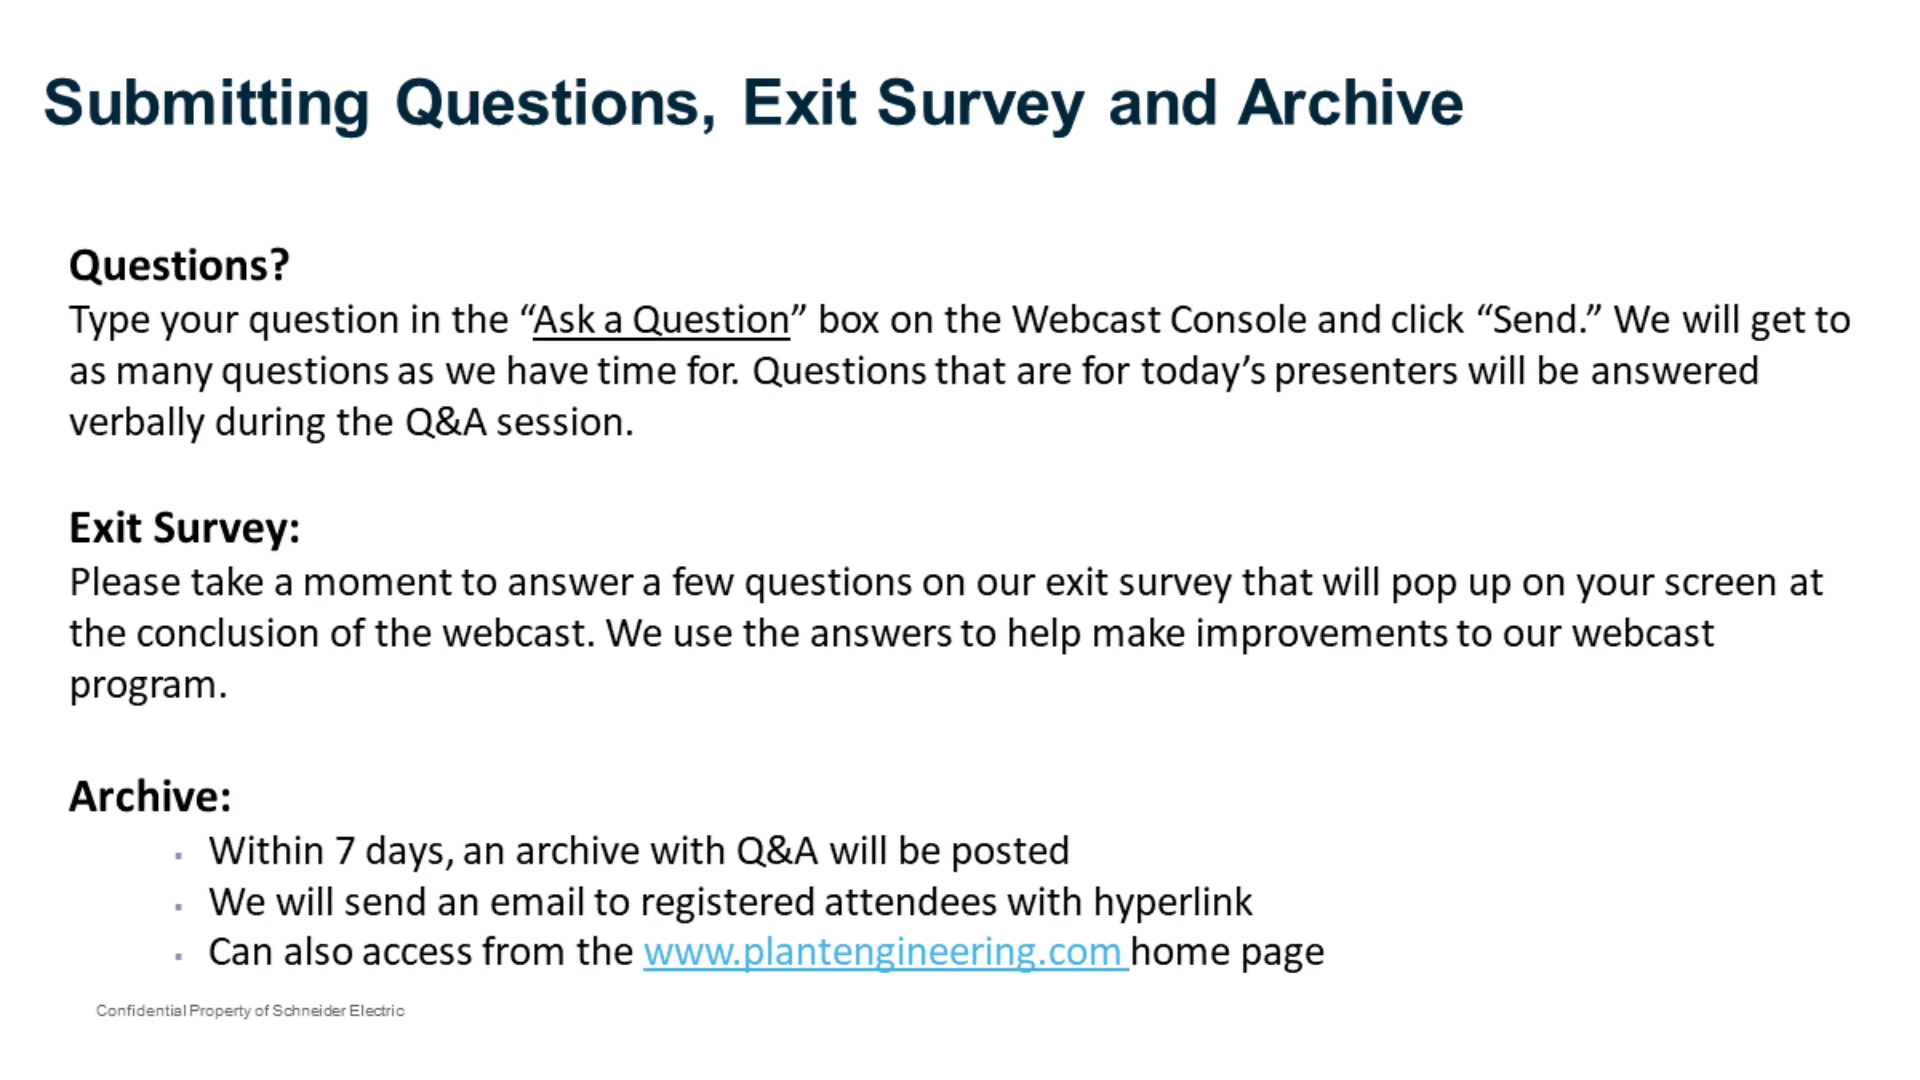 Submitting Questions, Exit Survey and Archive
Questions?
Type your question in the “Ask a Question” box on the Webcast Console and click “Send.” We will get to
as many questions as we have time for. Questions that are for today’s presenters will be answered
verbally during the Q&A session.
Exit Survey:
Please take a moment to answer a few questions on our exit survey that will pop up on your screen at
the conclusion of the webcast. We use the answers to help make improvements to our webcast
program.
Archive:
▪ Within 7 days, an archive with Q&A will be posted
▪ We will send an email to registered attendees with hyperlink
▪ Can also access from the www.plantengineering.com home page
Confidential Property of Schneider Electric